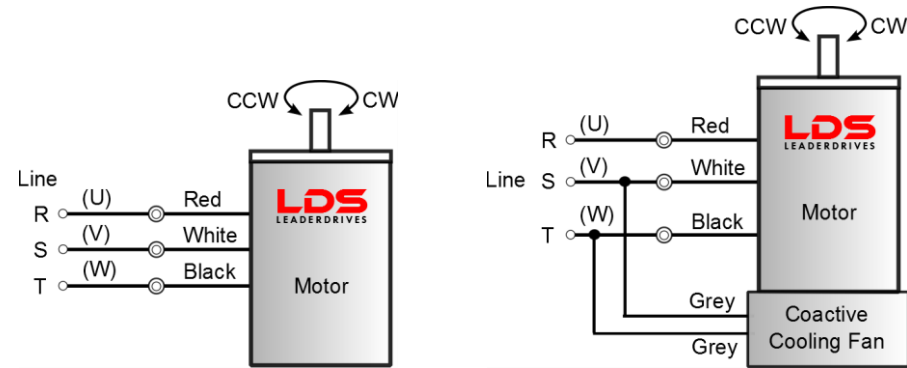 CCW CW
LDS
LEADERDRIVES
Line
R (U) Red
S (V) White
T (W) Black
Motor
CCW CW
LDS
LEADERDRIVES
R (U) Red
Line S (V) White
T (W) Black
Motor
Grey
Grey
Coactive
Cooling Fan